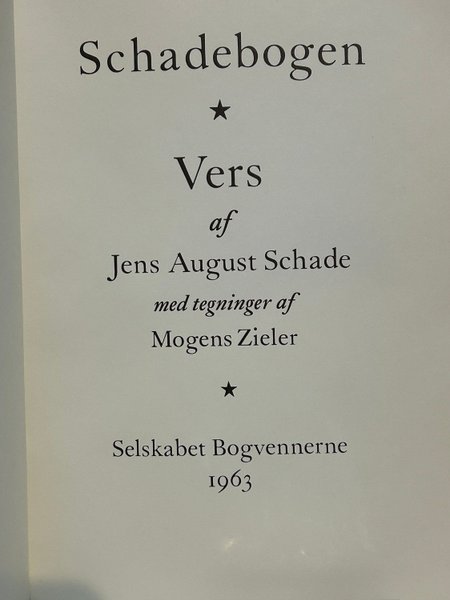 Schadebogen
★
Vers
af
Jens August Schade
med tegninger af
Mogens Zieler
★
Selskabet Bogvennerne
1963